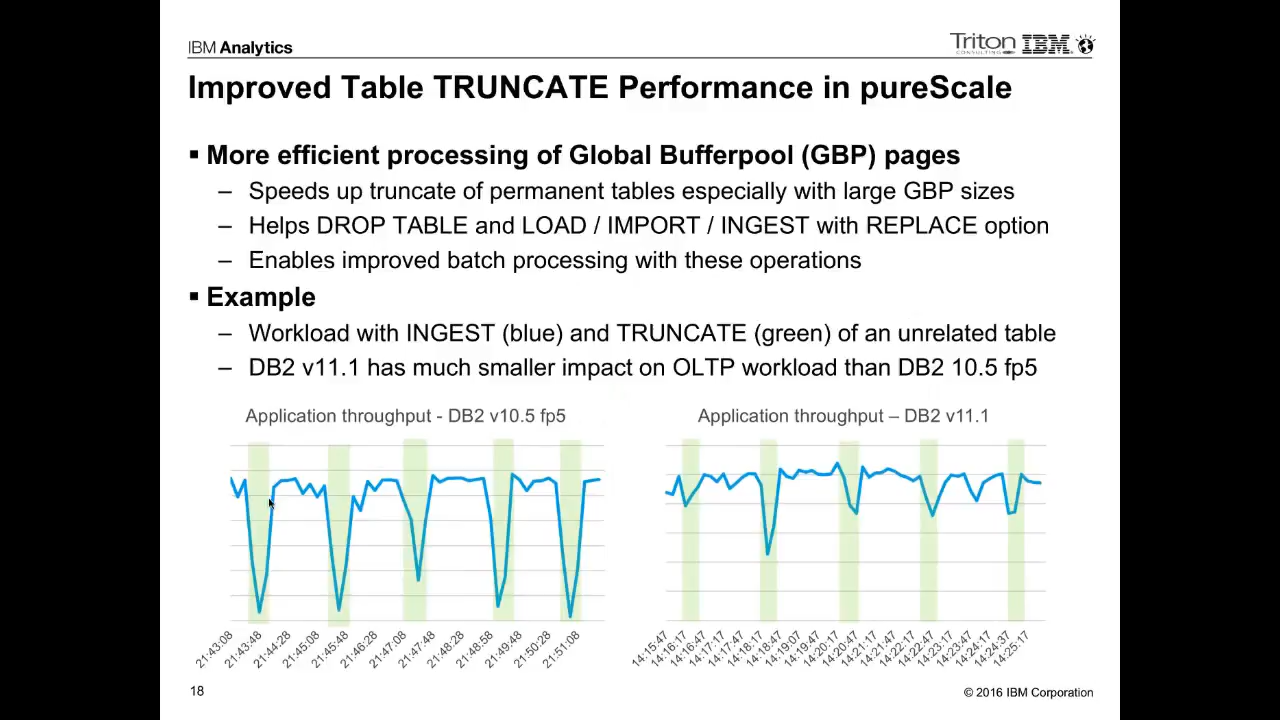 IBM Analytics
Triton IBM
CONSULTING
Improved Table TRUNCATE Performance in pureScale
▪ More efficient processing of Global Bufferpool (GBP) pages
– Speeds up truncate of permanent tables especially with large GBP sizes
– Helps DROP TABLE and LOAD / IMPORT / INGEST with REPLACE option
– Enables improved batch processing with these operations
▪ Example
– Workload with INGEST (blue) and TRUNCATE (green) of an unrelated table
– DB2 v11.1 has much smaller impact on OLTP workload than DB2 10.5 fp5
Application throughput - DB2 v10.5 fp5
21:43:08
21:43:48
21:44:28
21:45:08
21:45:48
21:46:28
21:47:08
21:47:48
21:48:28
21:48:58
21:49:48
21:50:28
21:51:08
Application throughput – DB2 v11.1
14:15:47
14:16:17
14:16:47
14:17:17
14:17:47
14:18:17
14:18:47
14:19:07
14:19:47
14:20:17
14:20:47
14:21:17
14:21:47
14:22:17
14:22:47
14:23:17
14:23:47
14:24:17
14:24:37
14:25:17
18
© 2016 IBM Corporation